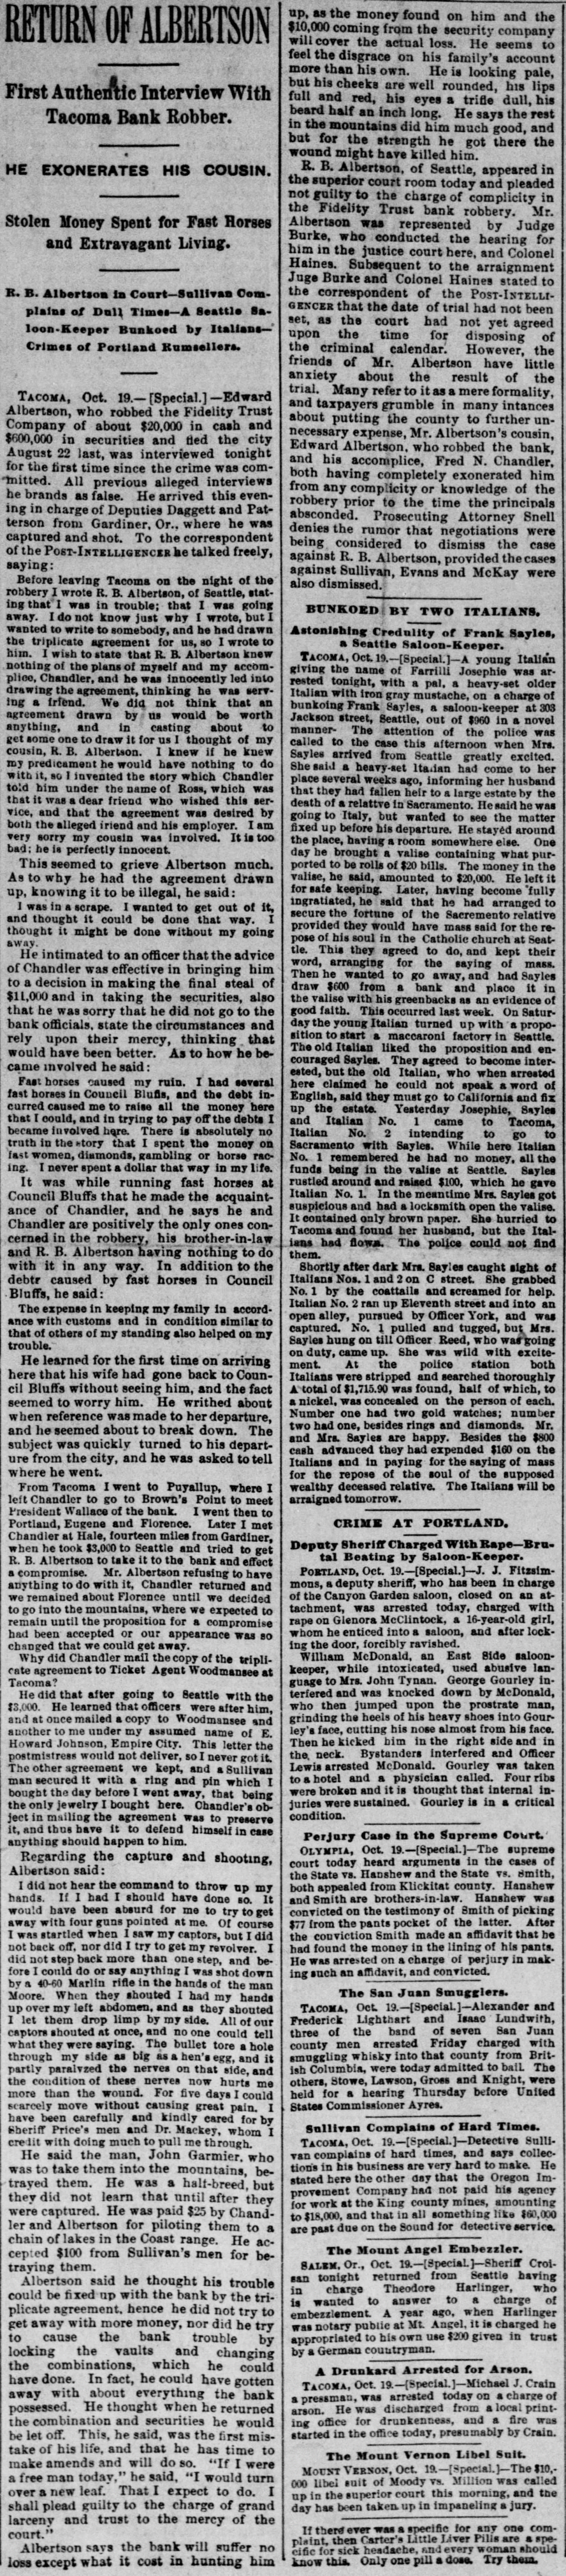 RETURN OF ALBERTSON
First Authentic Interview With
Tacoma Bank Robber.
HE EXONERATES HIS COUSIN.
Stolen Money Spent for Fast Horses
and Extravagant Living.
R. B. Albertson in Court—Sullivan Com-
plains of Dull Times—A Seattle Sa-
loon-Keeper Bunkoed by Italians—
Crimes of Portland Rumsellers.
TACOMA, Oct. 19.—[Special.]—Edward
Albertson, who robbed the Fidelity Trust
Company of about $20,000 in cash and
$600,000 in securities and fled the city
August 22 last, was interviewed tonight
for the first time since the crime was com-
mitted. All previous alleged interviews
he brands as false. He arrived this even-
ing in charge of Deputies Daggett and Pat-
terson from Gardiner, Or., where he was
captured and shot. To the correspondent
of the POST-INTELLIGENCER he talked freely,
saying:
Before leaving Tacoma on the night of the
robbery I wrote R. B. Albertson, of Seattle, stat-
ing that I was in trouble; that I was going
away. I do not know just why I wrote, but I
wanted to write to somebody, and he had drawn
the triplicate agreement for us, so I wrote to
him. I wish to state that R. B. Albertson knew
nothing of the plans of myself and my accom-
plice, Chandler, and he was innocently led into
drawing the agreement, thinking he was serv-
ing a friend. We did not think that an
agreement drawn by us would be worth
anything, and in casting about to
get some one to draw it for us I thought of my
cousin, R. B. Albertson. I knew if he knew
my predicament he would have nothing to do
with it, so I invented the story which Chandler
told him under the name of Ross, which was
that it was a dear friend who wished this ser-
vice, and that the agreement was desired by
both the alleged friend and his employer. I am
very sorry my cousin was involved. It is too
bad; he is perfectly innocent.
This seemed to grieve Albertson much.
As to why he had the agreement drawn
up, knowing it to be illegal, he said:
I was in a scrape. I wanted to get out of it,
and thought it could be done that way. I
thought it might be done without my going
away.
He intimated to an officer that the advice
of Chandler was effective in bringing him
to a decision in making the final steal of
$11,000 and in taking the securities, also
that he was sorry that he did not go to the
bank officials, state the circumstances and
rely upon their mercy, thinking that
would have been better. As to how he be-
came involved he said:
Fast horses caused my ruin. I had several
fast horses in Council Bluffs, and the debt in-
curred caused me to raise all the money here
that I could, and in trying to pay off the debts I
became involved here. There is absolutely no
truth in the story that I spent the money on
fast women, diamonds, gambling or horse rac-
ing. I never spent a dollar that way in my life.
It was while running fast horses at
Council Bluffs that he made the acquaint-
ance of Chandler, and he says he and
Chandler are positively the only ones con-
cerned in the robbery, his brother-in-law
and R. B. Albertson having nothing to do
with it in any way. In addition to the
debtr caused by fast horses in Council
Bluffs, he said:
The expense in keeping my family in accord-
ance with customs and in condition similar to
that of others of my standing also helped on my
trouble.
He learned for the first time on arriving
here that his wife had gone back to Coun-
cil Bluffs without seeing him, and the fact
seemed to worry him. He writhed about
when reference was made to her departure,
and he seemed about to break down. The
subject was quickly turned to his depart-
ure from the city, and he was asked to tell
where he went.
From Tacoma I went to Puyallup, where I
left Chandler to go to Brown's Point to meet
President Wallace of the bank. I went then to
Portland, Eugene and Florence. Later I met
Chandler at Hale, fourteen miles from Gardiner,
when he took $3,000 to Seattle and tried to get
R. B. Albertson to take it to the bank and effect
a compromise. Mr. Albertson refusing to have
anything to do with it, Chandler returned and
we remained about Florence until we decided
to go into the mountains, where we expected to
remain until the proposition for a compromise
had been accepted or our appearance was so
changed that we could get away.
Why did Chandler mail the copy of the tripli-
cate agreement to Ticket Agent Woodmansee at
Tacoma?
He did that after going to Seattle with the
$3,000. He learned that officers were after him,
and at once mailed a copy to Woodmansee and
another to me under my assumed name of E.
Howard Johnson, Empire City. This letter the
postmistress would not deliver, so I never got it.
The other agreement we kept, and a Sullivan
man secured it with a ring and pin which I
bought the day before I went away, that being
the only jewelry I bought here. Chandler's ob-
ject in mailing the agreement was to preserve
it, and thus have it to defend himself in case
anything should happen to him.
Regarding the capture and shooting,
Albertson said:
I did not hear the command to throw up my
hands. If I had I should have done so. It
would have been absurd for me to try to get
away with four guns pointed at me. Of course
I was startled when I saw my captors, but I did
not back off, nor did I try to get my revolver. I
did not step back more than one step, and be-
fore I could do or say anything I was shot down
by a 40-60 Marlin rifle in the hands of the man
Moore. When they shouted I had my hands
up over my left abdomen, and as they shouted
I let them drop limp by my side. All of our
captors shouted at once, and no one could tell
what they were saying. The bullet tore a hole
through my side as big as a hen's egg, and it
party paralyzed the nerves on that side, and
the condition of these nerves now hurts me
more than the wound. For five days I could
scarcely move without causing great pain. I
have been carefully and kindly cared for by
Sheriff Price's men and Dr. Mackey, whom I
credit with doing much to pull me through.
He said the man, John Garmier, who
was to take them into the mountains, be-
trayed them. He was a half-breed, but
they did not learn that until after they
were captured. He was paid $25 by Chand-
ler and Albertson for piloting them to a
chain of lakes in the Coast range. He ac-
cepted $100 from Sullivan's men for be-
traying them.
Albertson said he thought his trouble
could be fixed up with the bank by the tri-
plicate agreement, hence he did not try to
get away with more money, nor did he try
to cause the bank trouble by
locking the vaults and changing
the combinations, which he could
have done. In fact, he could have gotten
away with about everything the bank
possessed. He thought when he returned
the combination and securities he would
be let off. This, he said, was the first mis-
take of his life, and that he has time to
make amends and will do so. "If I were
a free man today," he said, "I would turn
over a new leaf. That I expect to do. I
shall plead guilty to the charge of grand
larceny and trust to the mercy of the
court."
Albertson says the bank will suffer no
loss except what it cost in hunting him
up, as the money found on him and the
$10,000 coming from the security company
will cover the actual loss. He seems to
feel the disgrace on his family's account
more than his own. He is looking pale,
but his cheeks are well rounded, his lips
full and red, his eyes a trifle dull, his
beard half an inch long. He says the rest
in the mountains did him much good, and
but for the strength he got there the
wound might have killed him.
R. B. Albertson, of Seattle, appeared in
the superior court room today and pleaded
not guilty to the charge of complicity in
the Fidelity Trust bank robbery. Mr.
Albertson was represented by Judge
Burke, who conducted the hearing for
him in the justice court here, and Colonel
Haines. Subsequent to the arraignment
Juge Burke and Colonel Haines stated to
the correspondent of the POST-INTELLI-
GENCER that the date of trial had not been
set, as the court had not yet agreed
upon the time for disposing of
the criminal calendar. However, the
friends of Mr. Albertson have little
anxiety about the result of the
trial. Many refer to it as a mere formality,
and taxpayers grumble in many intances
about putting the county to further un-
necessary expense, Mr. Albertson's cousin,
Edward Albertson, who robbed the bank,
and his accomplice, Fred N. Chandler,
both having completely exonerated him
from any complicity or knowledge of the
robbery prior to the time the principals
absconded. Prosecuting Attorney Snell
denies the rumor that negotiations were
being considered to dismiss the case
against R. B. Albertson, provided the cases
against Sullivan, Evans and McKay were
also dismissed.
BUNKOED BY TWO ITALIANS.
Astonishing Credulity of Frank Sayles,
a Seattle Saloon-Keeper.
TACOMA, Oct. 19.—[Special.]—A young Italian
giving the name of Farriili Josephie was ar-
rested tonight, with a pal, a heavy-set older
Italian with iron gray mustache, on a charge of
bunkoing Frank Sayles, a saloon-keeper at 303
Jackson street, Seattle, out of $960 in a novel
manner- The attention of the police was
called to the case this afternoon when Mrs.
Sayles arrived from Seattle greatly excited.
She said a heavy-set Italian had come to her
place several weeks ago, informing her husband
that they had fallen heir to a large estate by the
death of a relative in Sacramento. He said he was
going to Italy, but wanted to see the matter
fixed up before his departure. He stayed around
the place, having a room somewhere else. One
day he brought a valise containing what pur-
ported to be rolls of $20 bills. The money in the
valise, he said, amounted to $20,000. He left it
for safe keeping. Later, having become fully
ingratiated, he said that he had arranged to
secure the fortune of the Sacremento relative
provided they would have mass said for the re-
pose of his soul in the Catholic church at Seat-
tle. This they agreed to do, and kept their
word, arranging for the saying of mass.
Then he wanted to go away, and had Sayles
draw $600 from a bank and place it in
the valise with his greenbacks as an evidence of
good faith. This occurred last week. On Satur-
day the young Italian turned up with a propo-
sition to start a maccaroni factory in Seattle.
The old Italian liked the proposition and en-
couraged Sayles. They agreed to become inter-
ested, but the old Italian, who when arrested
here claimed he could not speak a word of
English, said they must go to California and fix
up the estate. Yesterday Josephie, Sayles
and Italian No. 1 came to Tacoma,
Italian No. 2 intending to go to
Sacramento with Sayles. While here Italian
No. 1 remembered he had no money, all the
funds being in the valise at Seattle. Sayles
rustled around and raised $100, which he gave
Italian No. 1. In the meantime Mrs. Sayles got
suspicious and had a locksmith open the valise.
It contained only brown paper. She hurried to
Tacoma and found her husband, but the Ital-
ians had flown. The police could not find
them.
Shortly after dark Mrs. Sayles caught sight of
Italians Nos. 1 and 2 on C street. She grabbed
No. 1 by the coattails and screamed for help.
Italian No. 2 ran up Eleventh street and into an
open alley, pursued by Officer York, and was
captured. No. 1 pulled and tugged, but Mrs.
Sayles hung on till Officer Reed, who was going
on duty, came up. She was wild with excite-
ment. At the police station both
Italians were stripped and searched thoroughly
A total of $1,715.90 was found, half of which, to
a nickel, was concealed on the person of each.
Number one had two gold watches; number
two had one, besides rings and diamonds. Mr.
and Mrs. Sayles are happy. Besides the $800
cash advanced they had expended $160 on the
Italians and in paying for the saying of mass
for the repose of the soul of the supposed
wealthy deceased relative. The Italians will be
arraigned tomorrow.
CRIME AT PORTLAND.
Deputy Sheriff Charged With Rape—Bru-
tal Beating by Saloon-Keeper.
PORTLAND, Oct. 19.—[Special.]—J. J. Fitzsim-
mons, a deputy sheriff, who has been in charge
of the Canyon Garden saloon, closed on an at-
tachment, was arrested today, charged with
rape on Glenora McClintock, a 16-year-old girl,
whom he enticed into a saloon, and after lock-
ing the door, forcibly ravished.
William McDonald, an East Side saloon-
keeper, while intoxicated, used abusive lan-
guage to Mrs. John Tynan. George Gourley in-
terfered and was knocked down by McDonald,
who then jumped upon the prostrate man,
grinding the heels of his heavy shoes into Gour-
ley's face, cutting his nose almost from his face.
Then he kicked him in the right side and in
the neck. Bystanders interfered and Officer
Lewis arrested McDonald. Gourley was taken
to a hotel and a physician called. Four ribs
were broken and it is thought that internal in-
juries were sustained. Gourley is in a critical
condition.
Perjury Case in the Supreme Court.
OLYMPIA, Oct. 19.—[Special.]—The supreme
court today heard arguments in the cases of
the State vs. Hanshew and the State vs. Smith,
both appealed from Klickitat county. Hanshew
and Smith are brothers-in-law. Hanshew was
convicted on the testimony of Smith of picking
$77 from the pants pocket of the latter. After
the conviction Smith made an affidavit that he
had found the money in the lining of his pants.
He was arrested on a charge of perjury in mak-
ing such an affidavit, and convicted.
The San Juan Smugglers.
TACOMA, Oct. 19.—[Special.]—Alexander and
Frederick Lighthart and Isaac Lundwith,
three of the band of seven San Juan
county men arrested Friday charged with
smuggling whisky into that county from Brit-
ish Columbia, were today admitted to bail. The
others, Stowe, Lawson, Gross and Knight, were
held for a hearing Thursday before United
States Commissioner Ayres.
Sullivan Complains of Hard Times.
TACOMA, Oct. 19.—[Special.]—Detective Sulli-
van complains of hard times, and says collec-
tions in his business are very hard to make. He
stated here the other day that the Oregon Im-
provement Company had not paid his agency
for work at the King county mines, amounting
to $18,000, and that in all something like $60,000
are past due on the Sound for detective service.
The Mount Angel Embezzler.
SALEM, Or., Oct. 19.—[Special.]—Sheriff Croi-
san tonight returned from Seattle having
in charge Theodore Harlinger, who
is wanted to answer to a charge of
embezzlement. A year ago, when Harlinger
was notary public at Mt. Angel, it is charged he
appropriated to his own use $200 given in trust
by a German countryman.
A Drunkard Arrested for Arson.
TACOMA, Oct. 19.—[Special.]—Michael J. Crain
a pressman, was arrested today on a charge of
arson. He was discharged from a local print-
ing office for drunkenness, and a fire was
started in the office today, presumably by Crain.
The Mount Vernon Libel Suit.
MOUNT VERNON, Oct. 19.—[Special.]—The $10,-
000 libel suit of Moody vs. Million was called
up in the superior court this morning, and the
day has been taken up in impaneling a jury.
If there ever was a specific for any one com-
plaint, then Carter's Little Liver Pills are a spe-
cific for sick headache, and every woman should
know this. Only one pill a dose. Try them.